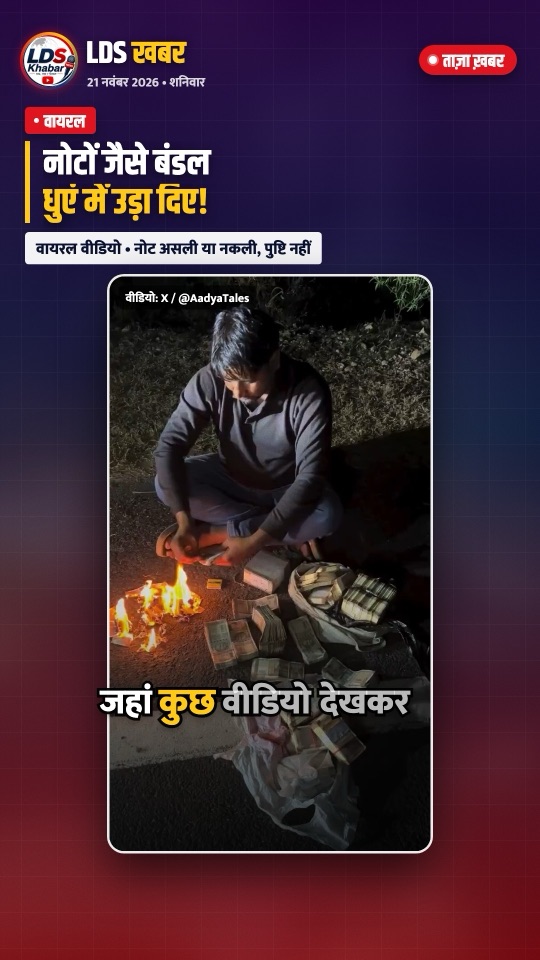 LDS
Khabar
LDS खबर
21 नवंबर 2026 • शनिवार
ताज़ा ख़बर
• वायरल
नोटों जैसे बंडल
धुएं में उड़ा दिए!
वायरल वीडियो • नोट असली या नकली, पुष्टि नहीं
वीडियो: X / @AadyaTales
जहां कुछ वीडियो देखकर